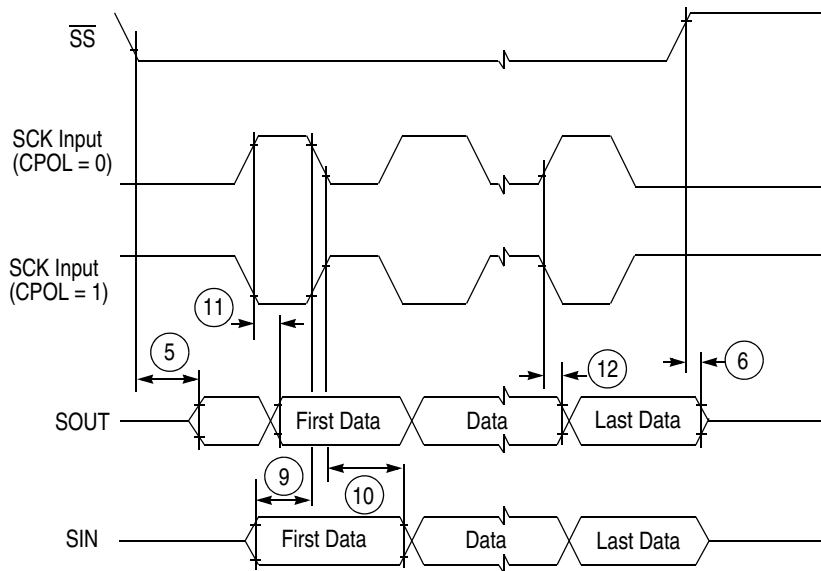 SS
SCK Input
(CPOL = 0)
SCK Input
(CPOL = 1)
11
5
12
6
SOUT
First Data
Data
Last Data
9
10
SIN
First Data
Data
Last Data